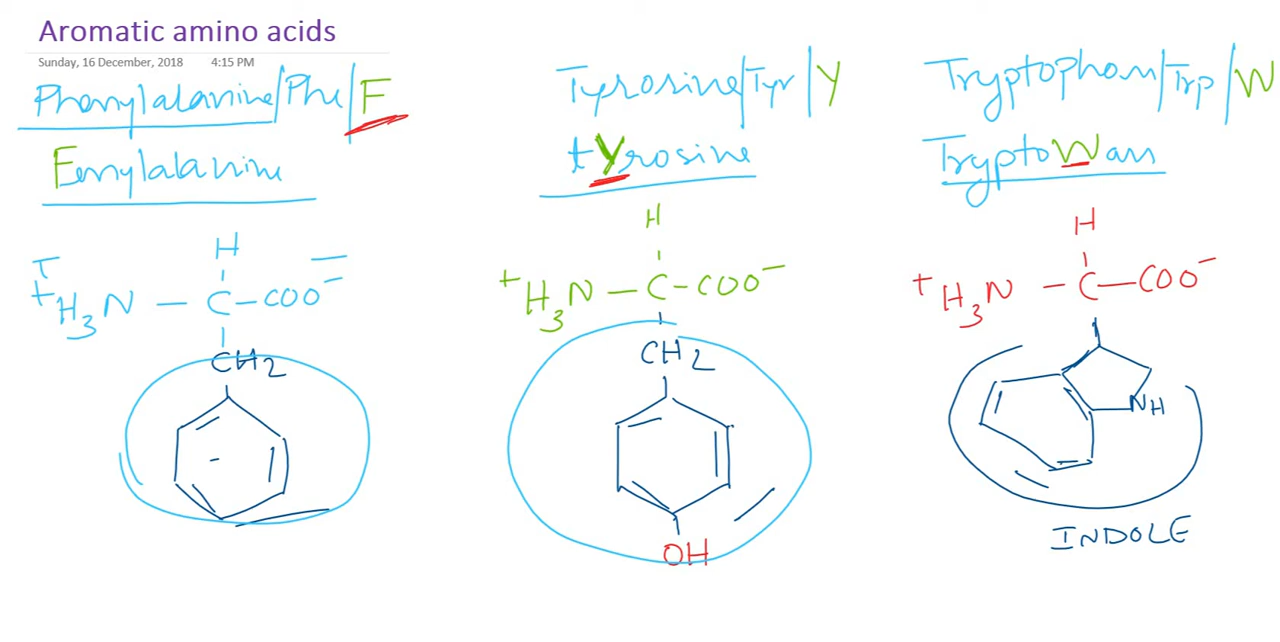 Aromatic amino acids
Sunday, 16 December, 2018 4:15 PM
Phenylalanine/Phe/F
Fenylalanine
H
+H3N – C – COO–
CH2
Tyrosine/Tyr/Y
tYrosine
H
+H3N – C – COO–
CH2
OH
Tryptophan/Trp/W
TryptoWan
H
+H3N – C – COO–
NH
INDOLE